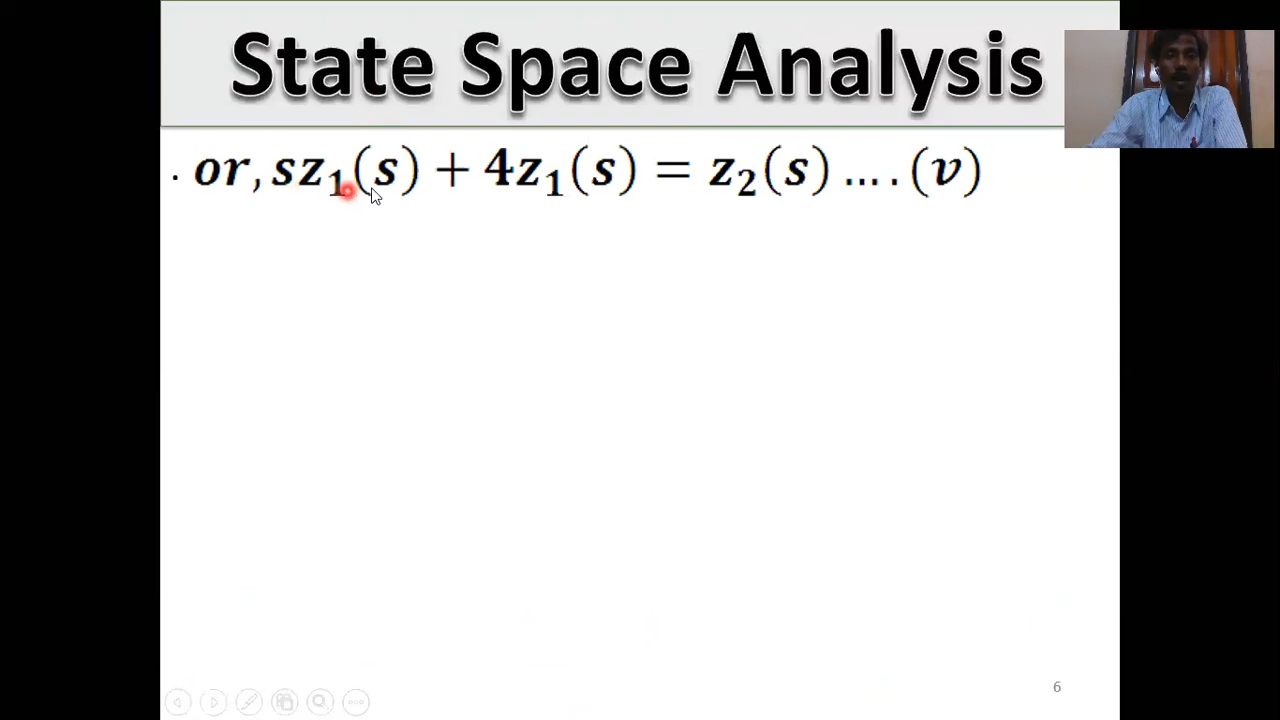 State Space Analysis
. or, sz₁(s) + 4z₁(s) = z₂(s) … . (v)
6